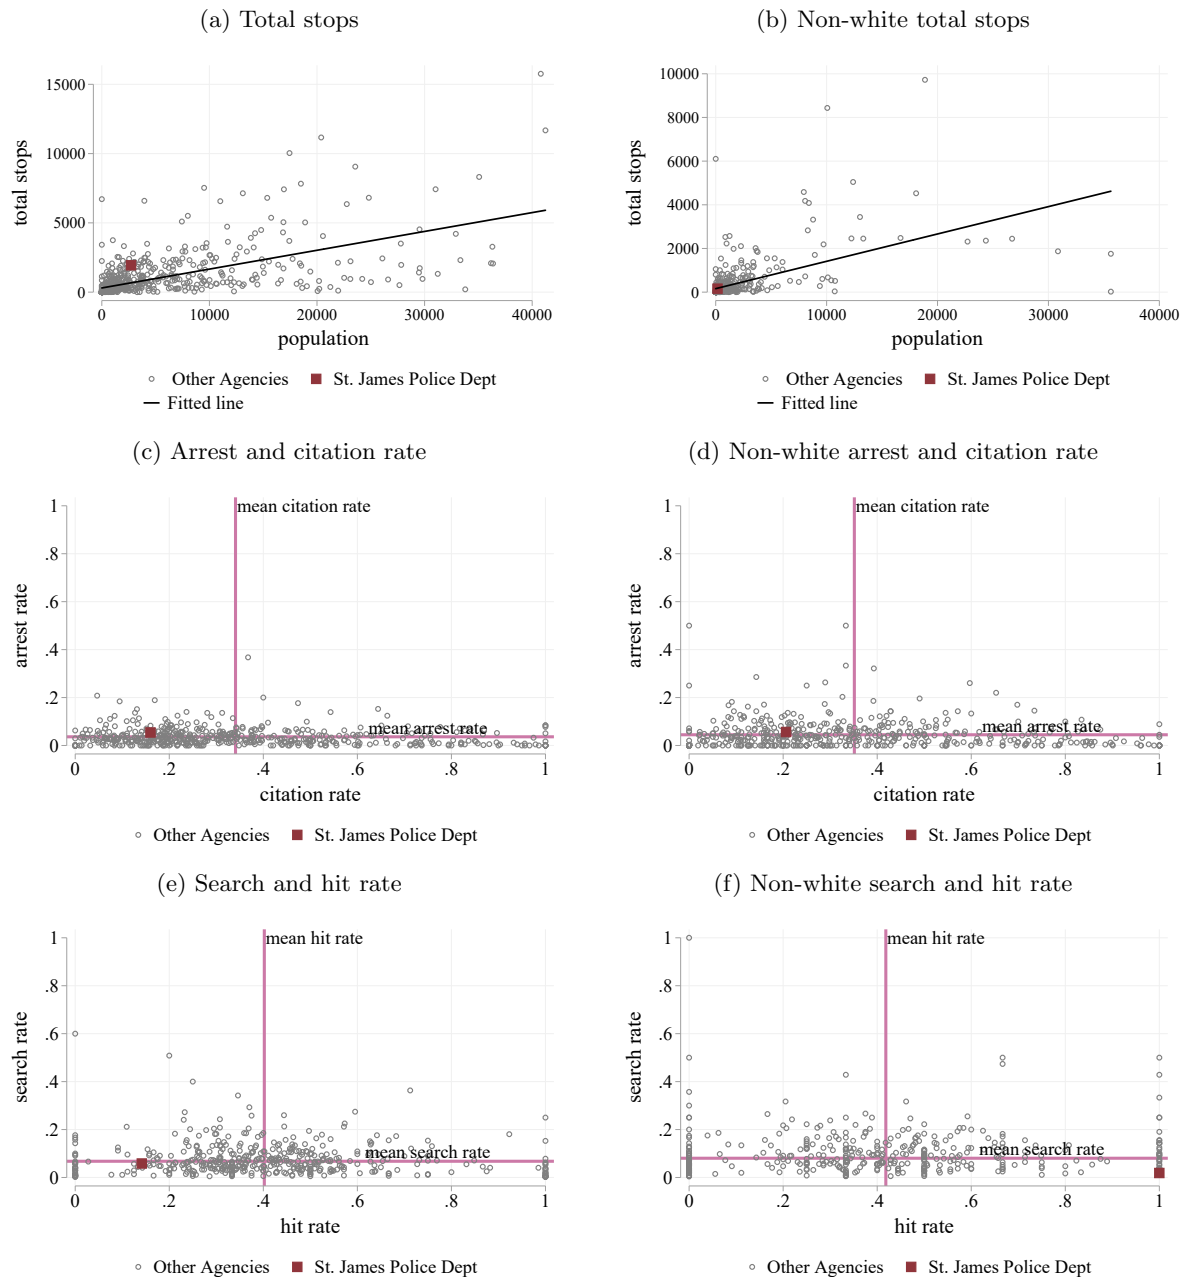 (a) Total stops
total stops
15000
10000
5000
0
0 10000 20000 30000 40000
population
Other Agencies St. James Police Dept
Fitted line
(b) Non-white total stops
total stops
10000
8000
6000
4000
2000
0
0 10000 20000 30000 40000
population
Other Agencies St. James Police Dept
Fitted line
(c) Arrest and citation rate
mean citation rate
arrest rate
1
.8
.6
.4
.2
0
mean arrest rate
0 .2 .4 .6 .8 1
citation rate
Other Agencies St. James Police Dept
(d) Non-white arrest and citation rate
mean citation rate
arrest rate
1
.8
.6
.4
.2
0
mean arrest rate
0 .2 .4 .6 .8 1
citation rate
Other Agencies St. James Police Dept
(e) Search and hit rate
mean hit rate
search rate
1
.8
.6
.4
.2
0
mean search rate
0 .2 .4 .6 .8 1
hit rate
Other Agencies St. James Police Dept
(f) Non-white search and hit rate
mean hit rate
search rate
1
.8
.6
.4
.2
0
mean search rate
0 .2 .4 .6 .8 1
hit rate
Other Agencies St. James Police Dept